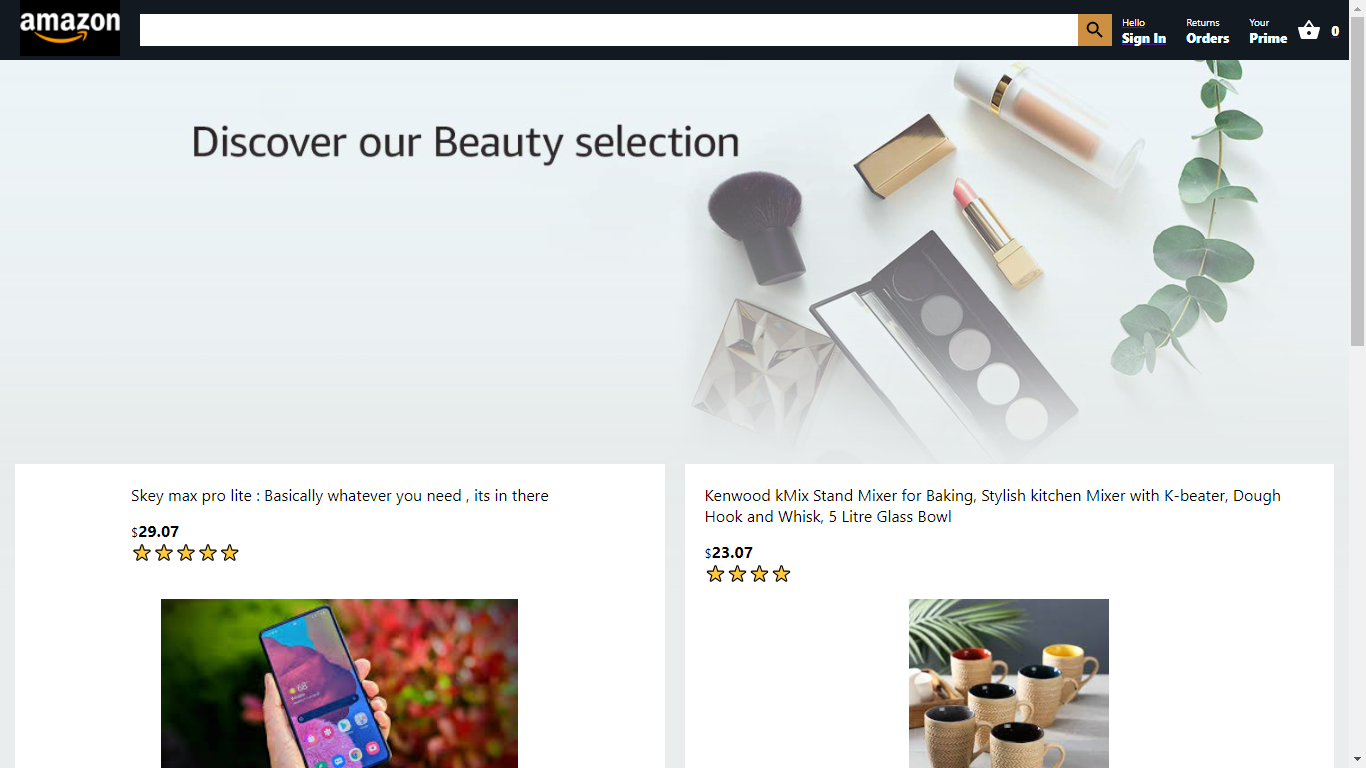 amazon
Hello
Sign In
Returns
Orders
Your
Prime
0
Discover our Beauty selection
Skey max pro lite : Basically whatever you need , its in there
$29.07
Kenwood kMix Stand Mixer for Baking, Stylish kitchen Mixer with K-beater, Dough
Hook and Whisk, 5 Litre Glass Bowl
$23.07
68°